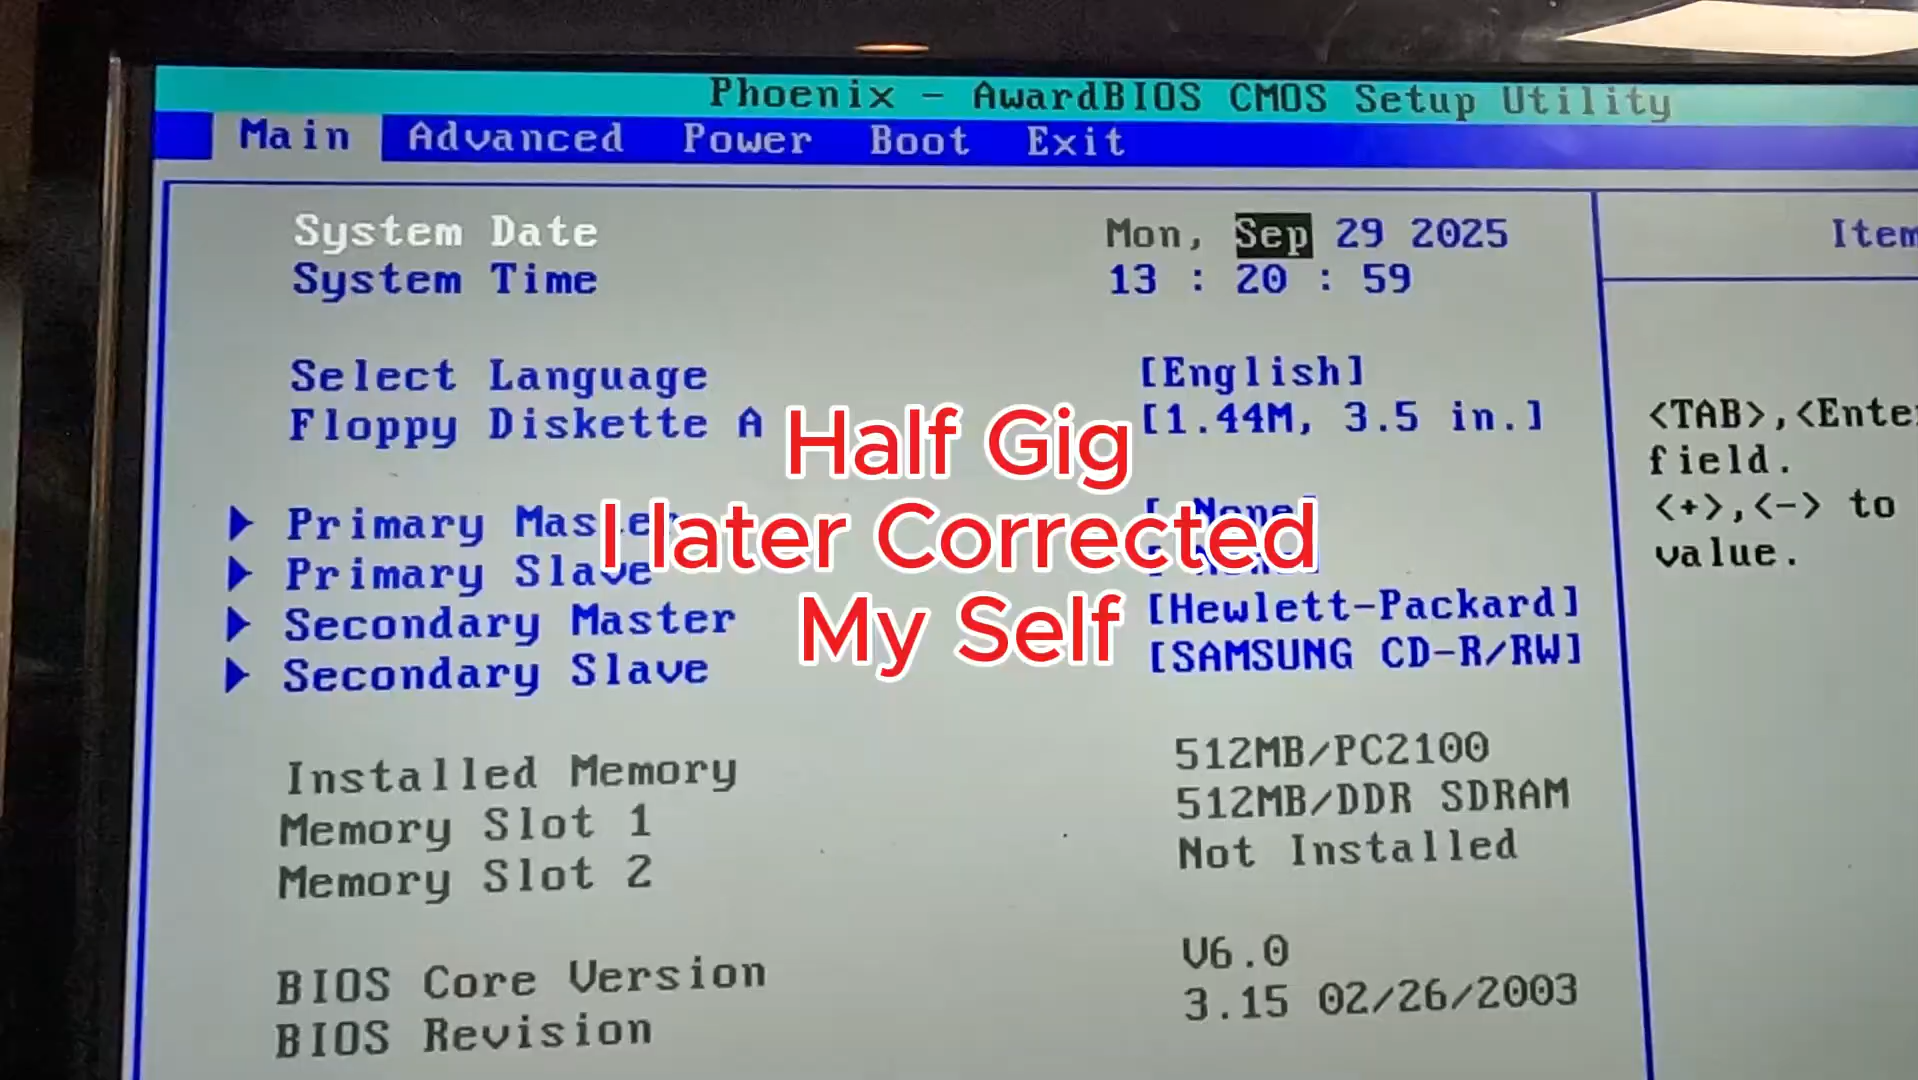 Phoenix - AwardBIOS CMOS Setup Utility
Main Advanced Power Boot Exit
System Date Mon, Sep 29 2025
System Time 13 : 20 : 59
Select Language [English]
Floppy Diskette A [1.44M, 3.5 in.]
Primary Master [ None]
Primary Slave [ None]
Secondary Master [Hewlett-Packard]
Secondary Slave [SAMSUNG CD-R/RW]
Installed Memory 512MB/PC2100
Memory Slot 1 512MB/DDR SDRAM
Memory Slot 2 Not Installed
BIOS Core Version V6.0
BIOS Revision 3.15 02/26/2003
Item
<TAB>,<Enter
field.
<+>,<-> to
value.
Half Gig
I later Corrected
My Self